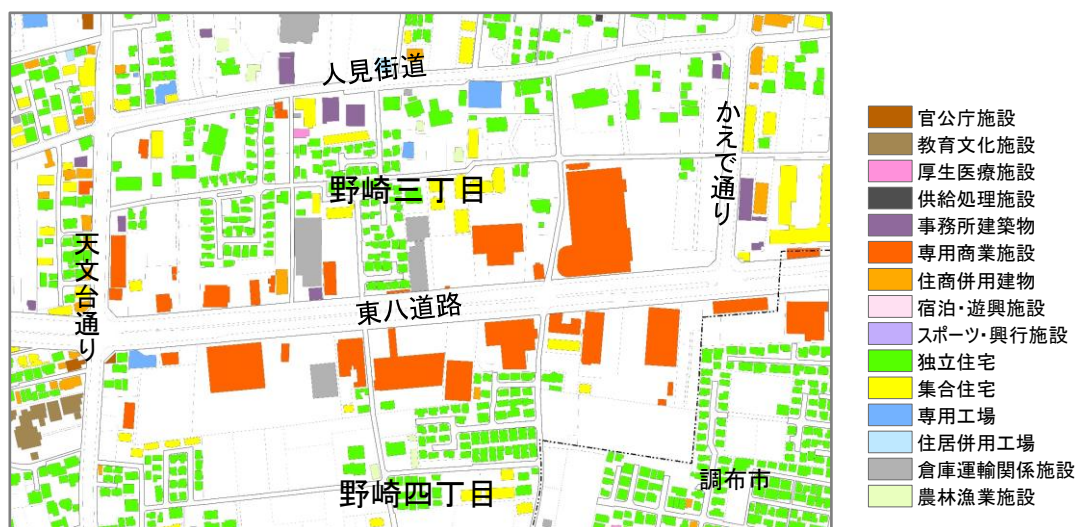 人見街道
かえで通り
野崎三丁目
天文台通り
東八道路
野崎四丁目
調布市
官公庁施設
教育文化施設
厚生医療施設
供給処理施設
事務所建築物
専用商業施設
住商併用建物
宿泊・遊興施設
スポーツ・興行施設
独立住宅
集合住宅
専用工場
住居併用工場
倉庫運輸関係施設
農林漁業施設